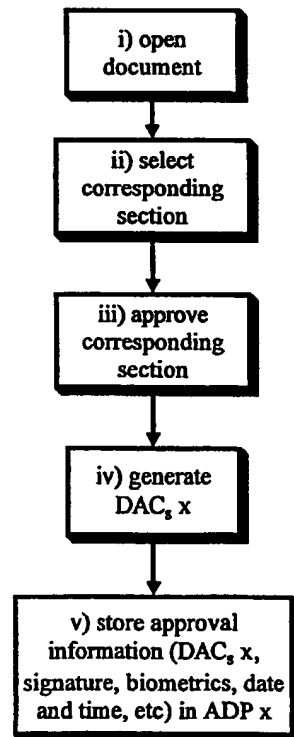 i) open
document
ii) select
corresponding
section
iii) approve
corresponding
section
iv) generate
DACₛ x
v) store approval
information (DACₛ x,
signature, biometrics, date
and time, etc) in ADP x